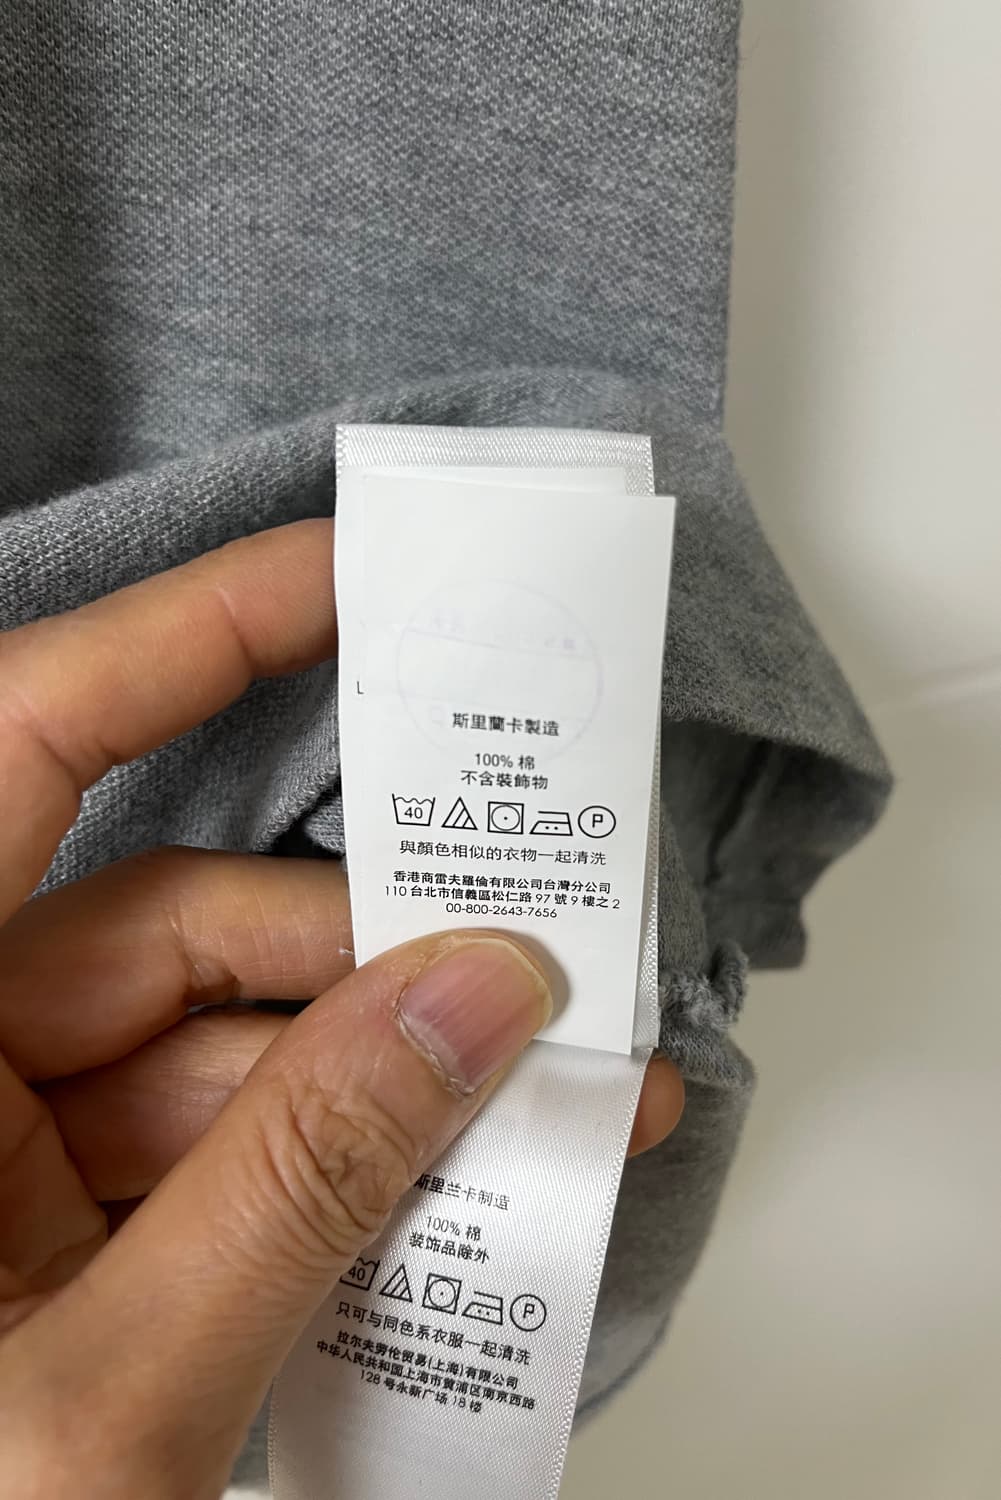 L
斯里蘭卡製造
100% 棉
不含裝飾物
40 P
與顏色相似的衣物一起清洗
香港商雷夫羅倫有限公司台灣分公司
110 台北市信義區松仁路 97 號 9 樓之 2
00-800-2643-7656
斯里兰卡制造
100% 棉
装饰品除外
40 P
只可与同色系衣服一起清洗
拉尔夫劳伦贸易(上海)有限公司
中华人民共和国上海市黄浦区南京西路
128 号永新广场 18 楼